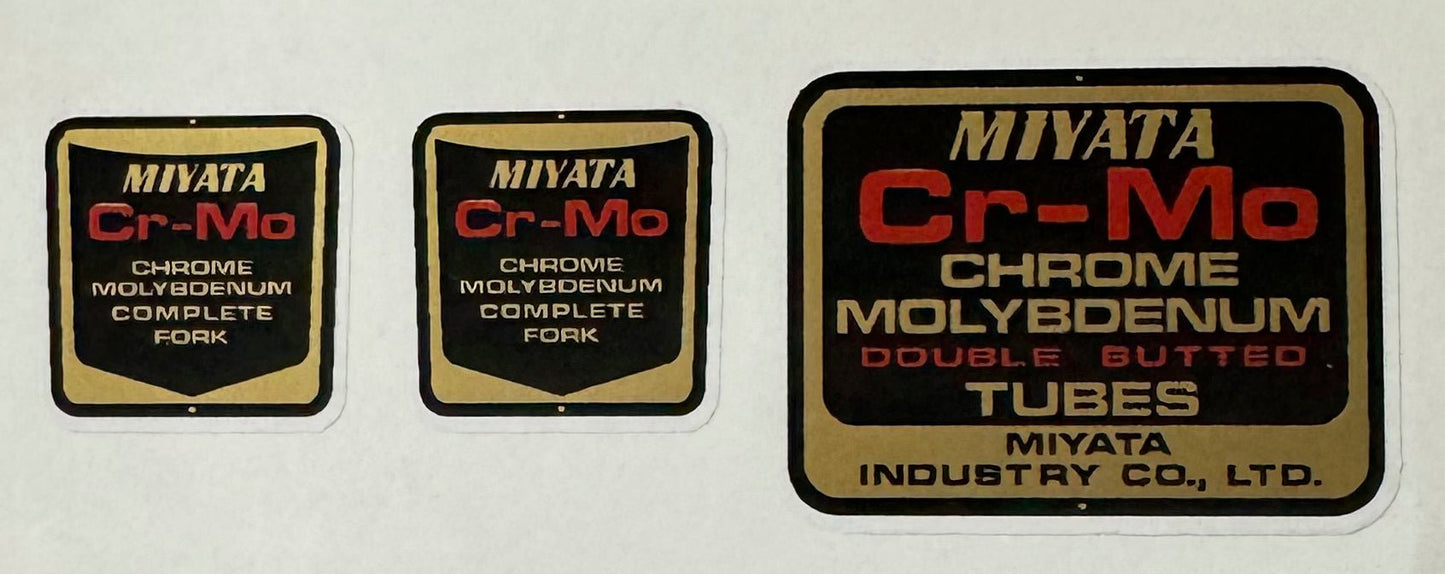 MIYATA
Cr-Mo
CHROME
MOLYBDENUM
COMPLETE
FORK
MIYATA
Cr-Mo
CHROME
MOLYBDENUM
COMPLETE
FORK
MIYATA
Cr-Mo
CHROME
MOLYBDENUM
DOUBLE BUTTED
TUBES
MIYATA
INDUSTRY CO., LTD.